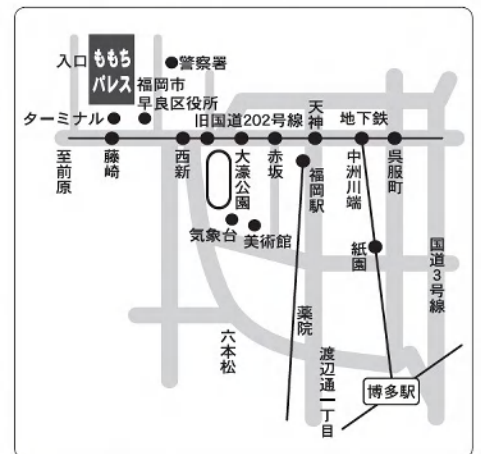 入口
ももち
パレス
警察署
福岡市
早良区役所
ターミナル
旧国道202号線
天神
地下鉄
至前原
藤崎
西新
大濠公園
赤坂
福岡駅
中洲川端
呉服町
気象台
美術館
紙園
国道3号線
薬院
六本松
渡辺通一丁目
博多駅